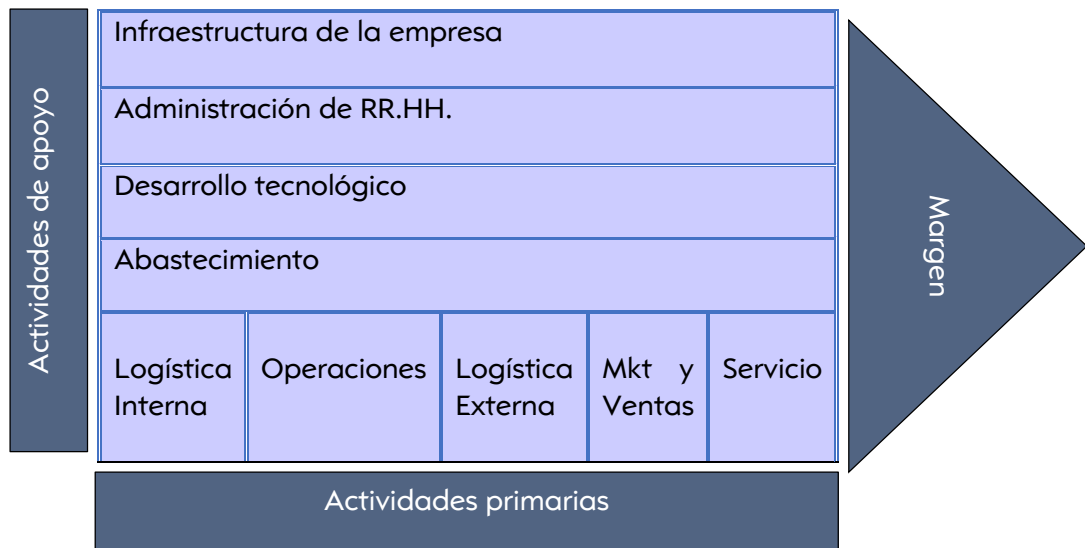 Actividades de apoyo
Infraestructura de la empresa
Administración de RR.HH.
Desarrollo tecnológico
Abastecimiento
Logística
Interna
Operaciones
Logística
Externa
Mkt y
Ventas
Servicio
Margen
Actividades primarias